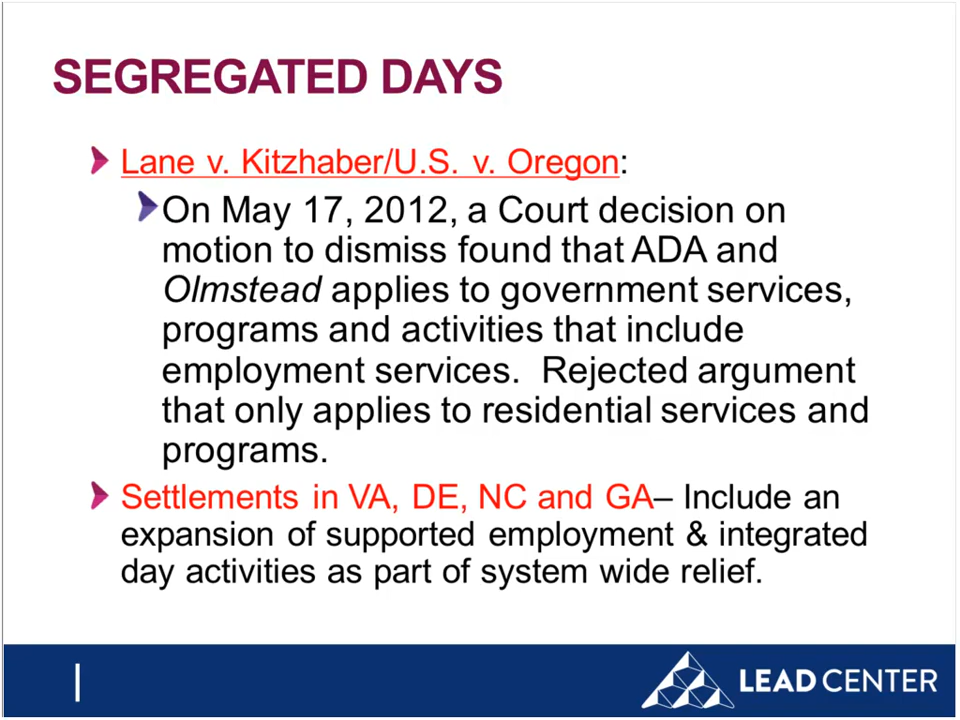 SEGREGATED DAYS
Lane v. Kitzhaber/U.S. v. Oregon:
On May 17, 2012, a Court decision on
motion to dismiss found that ADA and
Olmstead applies to government services,
programs and activities that include
employment services.  Rejected argument
that only applies to residential services and
programs.
Settlements in VA, DE, NC and GA– Include an
expansion of supported employment & integrated
day activities as part of system wide relief.
LEAD CENTER